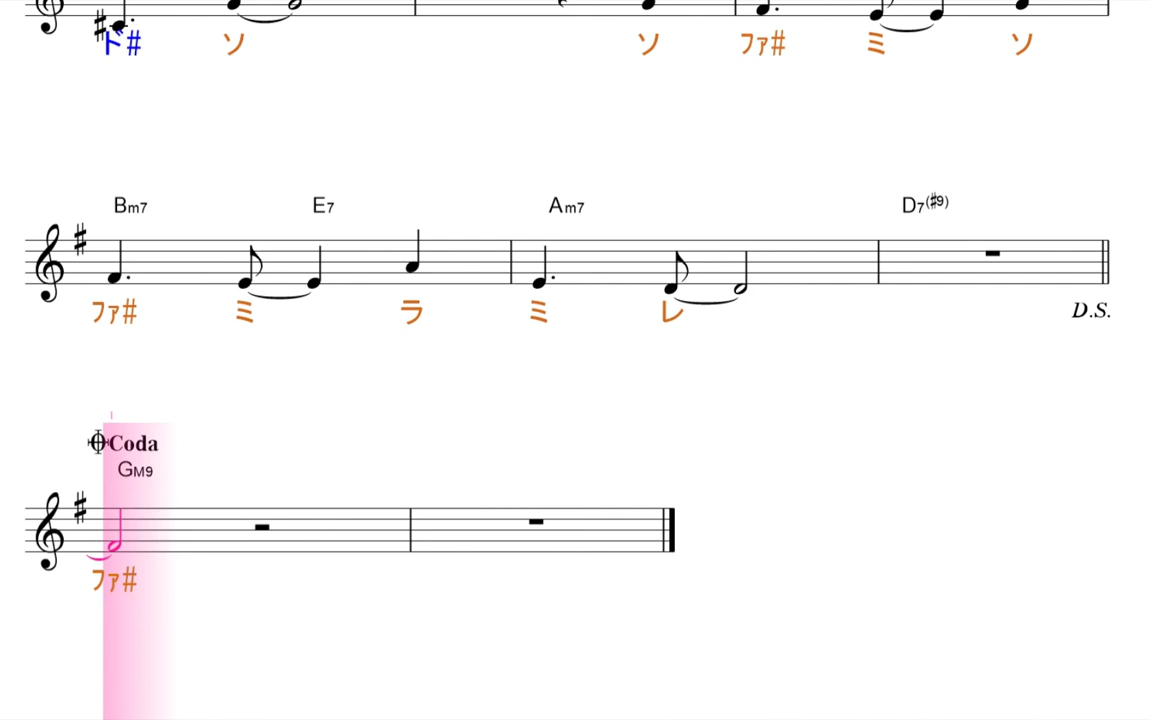 ド# ソ ソ ファ# ミ ソ
Bm7 E7 Am7 D7(#9)
ファ# ミ ラ ミ レ
D.S.
Coda
GM9
ファ#